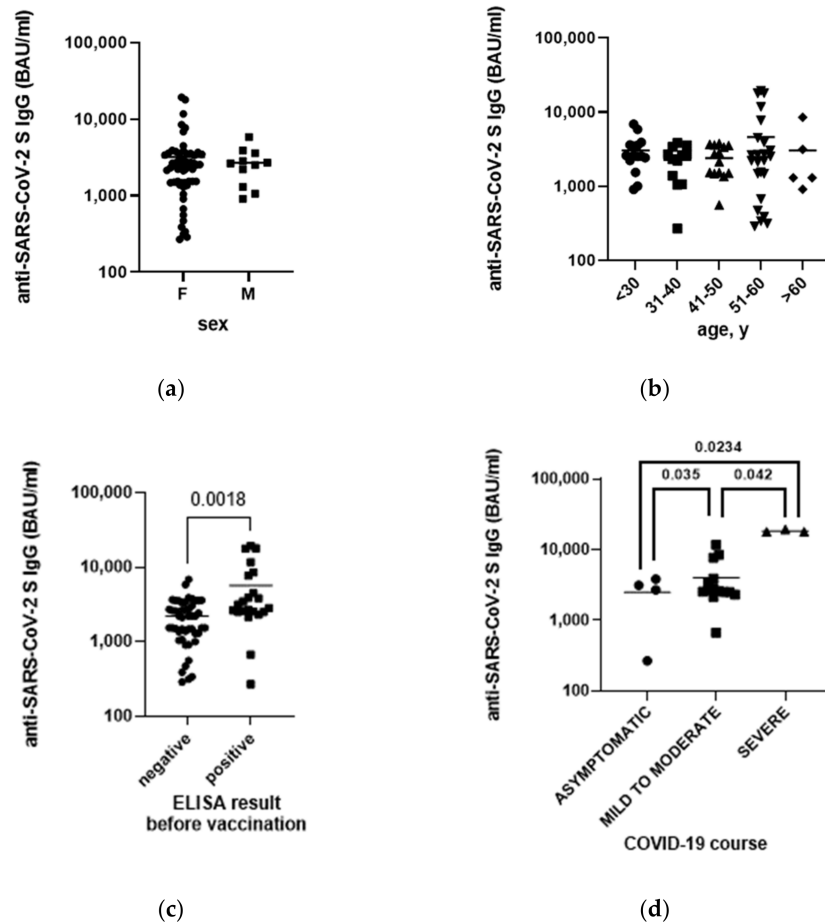 anti-SARS-CoV-2 S IgG (BAU/ml)
100,000
10,000
1,000
100
F M
sex
(a)
anti-SARS-CoV-2 S IgG (BAU/ml)
100,000
10,000
1,000
100
<30 31-40 41-50 51-60 >60
age, y
(b)
anti-SARS-CoV-2 S IgG (BAU/ml)
100,000
10,000
1,000
100
0.0018
negative positive
ELISA result
before vaccination
(c)
anti-SARS-CoV-2 S IgG (BAU/ml)
0.0234
0.035 0.042
100,000
10,000
1,000
100
ASYMPTOMATIC MILD TO MODERATE SEVERE
COVID-19 course
(d)